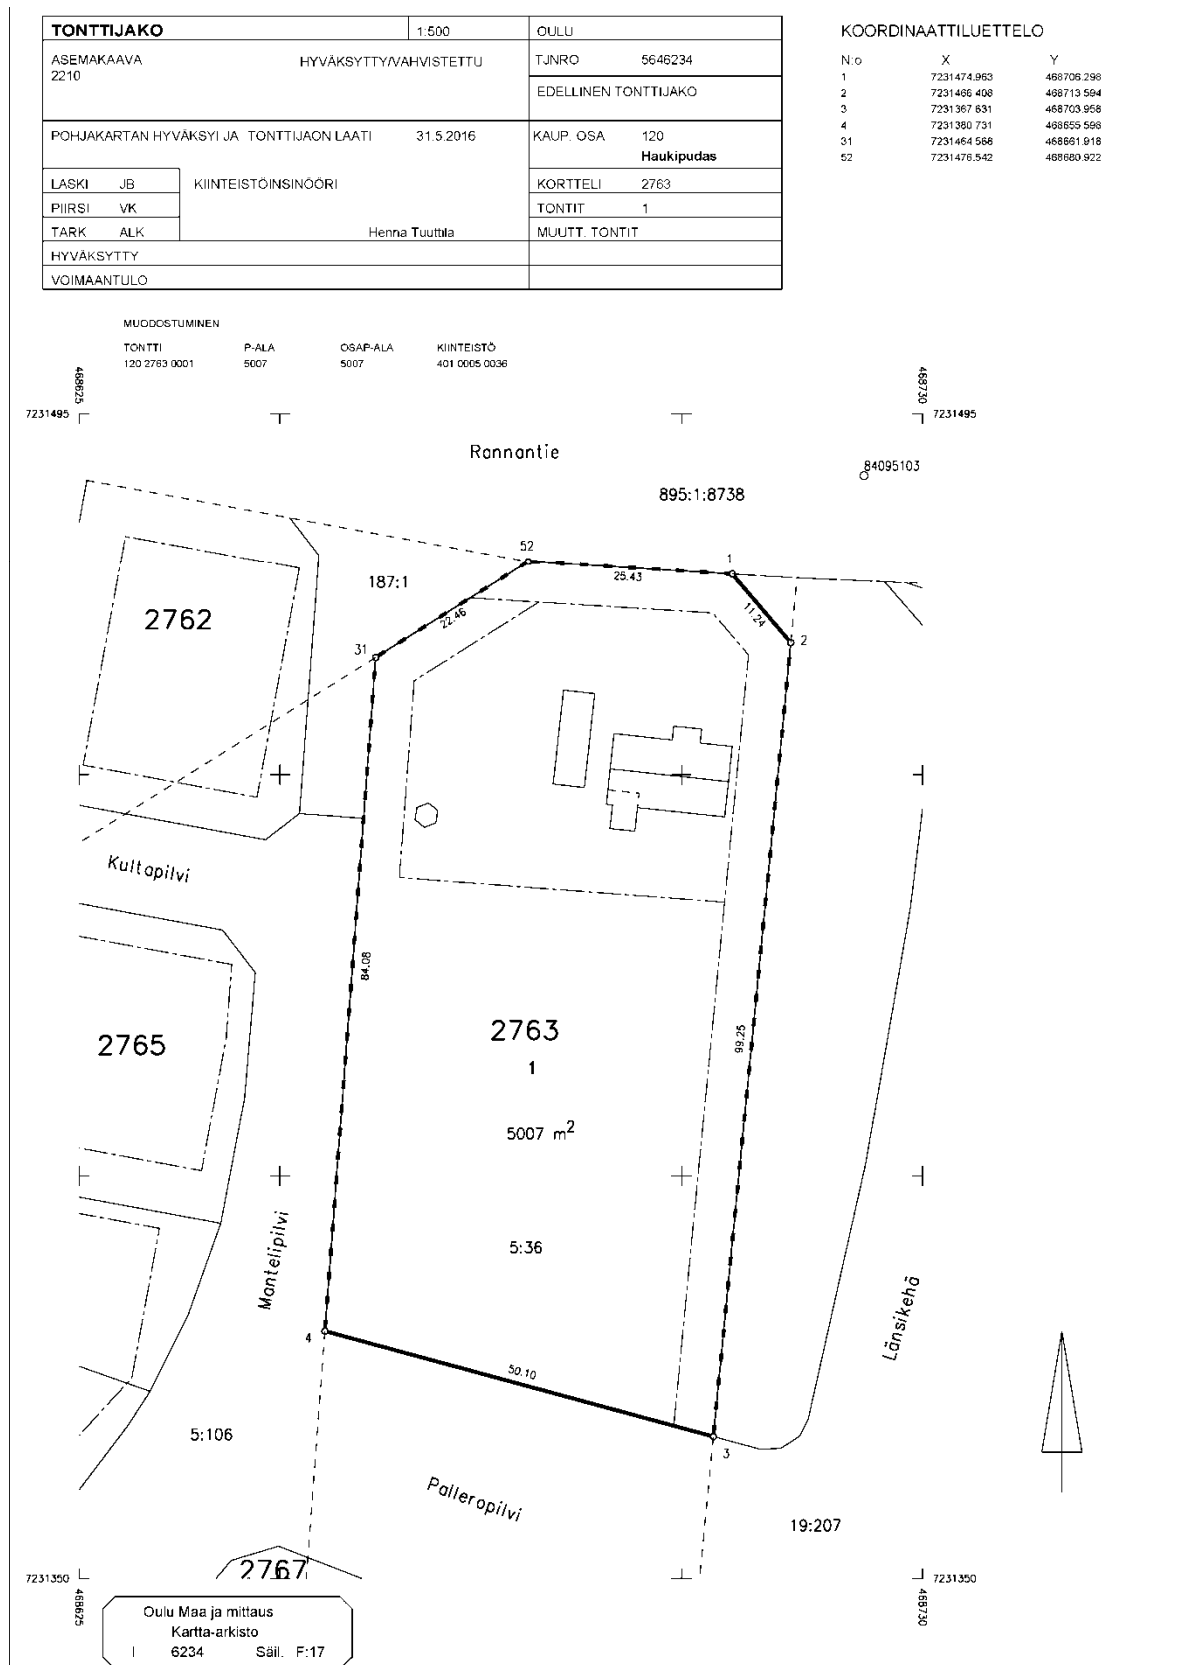 TONTTIJAKO 1:500 OULU
ASEMAKAAVA HYVÄKSYTTY/VAHVISTETTU
2210
TJNRO 5646234
EDELLINEN TONTTIJAKO
POHJAKARTAN HYVÄKSYI JA TONTTIJAON LAATI 31.5.2016
KAUP. OSA 120
Haukipudas
LASKI JB KIINTEISTÖINSINÖÖRI KORTTELI 2763
PIIRSI VK TONTIT 1
TARK ALK Henna Tuuttila MUUTT. TONTIT
HYVÄKSYTTY
VOIMAANTULO
KOORDINAATTILUETTELO
N:o X Y
1 7231474.963 468706.298
2 7231466.408 468713.594
3 7231367.631 468703.958
4 7231380.731 468655.596
31 7231464.566 468661.918
52 7231476.542 468680.922
MUODOSTUMINEN
TONTTI P-ALA OSAP-ALA KIINTEISTÖ
120 2763 0001 5007 5007 401 0005 0036
468625 468730
7231495 7231495
Rannantie
84095103
895:1:8738
52 1
187:1 25.43
2762 22.46 11.24
31 2
Kultapilvi
84.08
2765 2763 99.25
1
5007 m2
Mantelipilvi
5:36
Länsikehä
4
50.10
5:106 3
Palleropilvi
19:207
2767
7231350 7231350
468625 468730
Oulu Maa ja mittaus
Kartta-arkisto
I 6234 Säil. F:17